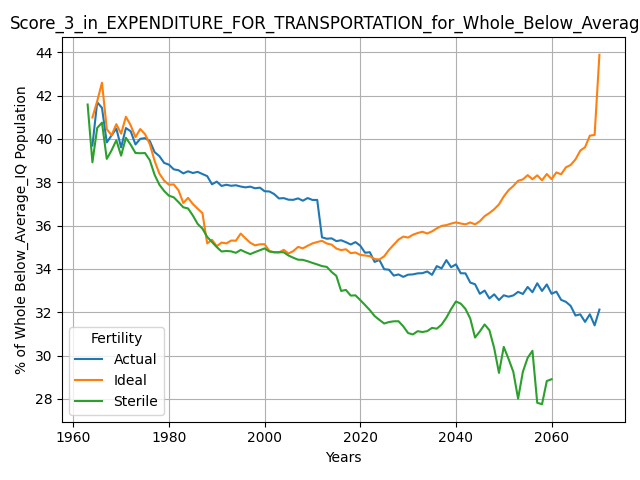 Score_3_in_EXPENDITURE_FOR_TRANSPORTATION_for_Whole_Below_Averag
% of Whole Below_Average_IQ Population
44
42
40
38
36
34
32
30
28
Fertility
Actual
Ideal
Sterile
1960 1980 2000 2020 2040 2060
Years